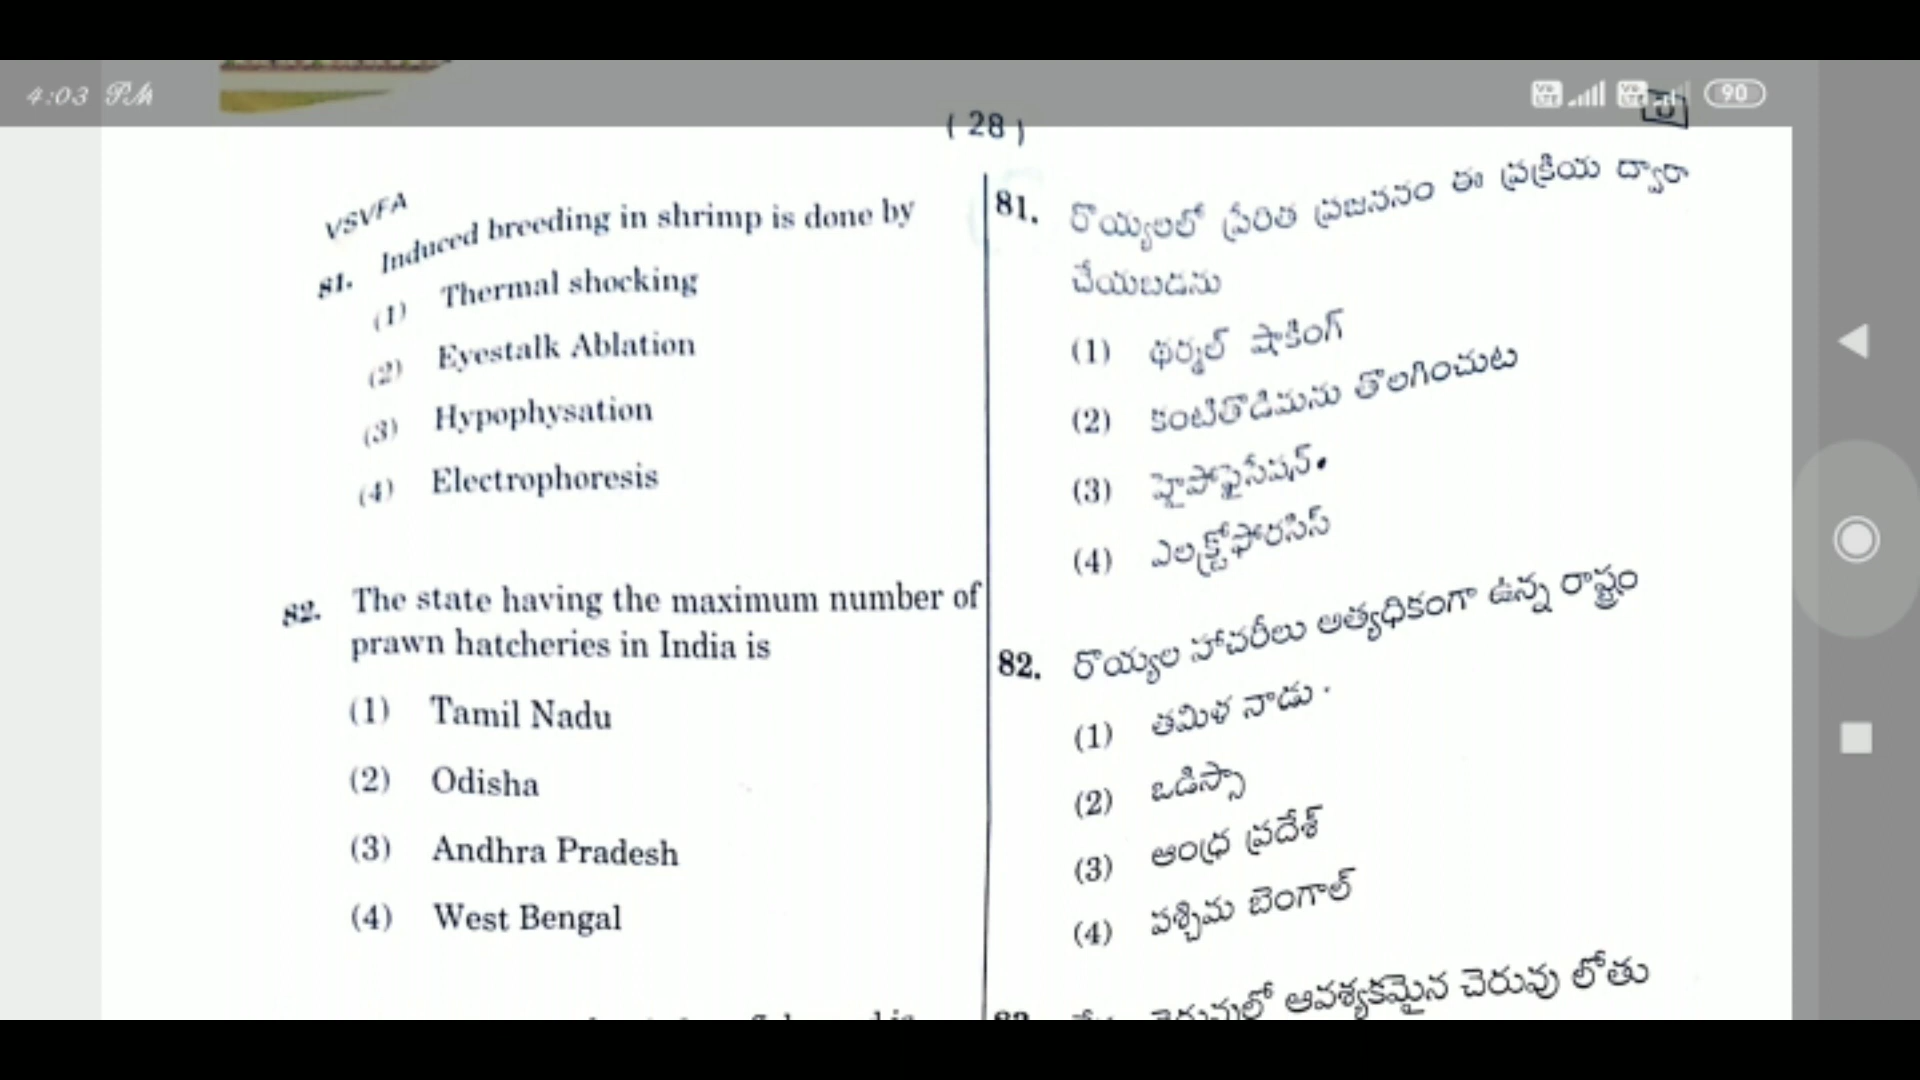 4:03 PM
90
( 28 )
VSVFA
81. Induced breeding in shrimp is done by
(1) Thermal shocking
(2) Eyestalk Ablation
(3) Hypophysation
(4) Electrophoresis
82. The state having the maximum number of
prawn hatcheries in India is
(1) Tamil Nadu
(2) Odisha
(3) Andhra Pradesh
(4) West Bengal
81. రొయ్యలలో ప్రేరిత ప్రజననం ఈ ప్రక్రియ ద్వారా
చేయబడను
(1) థర్మల్ షాకింగ్
(2) కంటితొడిమను తొలగించుట
(3) హైపోఫైసేషన్
(4) ఎలక్ట్రోఫోరసిస్
82. రొయ్యల హాచరీలు అత్యధికంగా ఉన్న రాష్ట్రం
(1) తమిళ నాడు
(2) ఒడిస్సా
(3) ఆంధ్ర ప్రదేశ్
(4) పశ్చిమ బెంగాల్
ఆవశ్యకమైన చెరువు లోతు